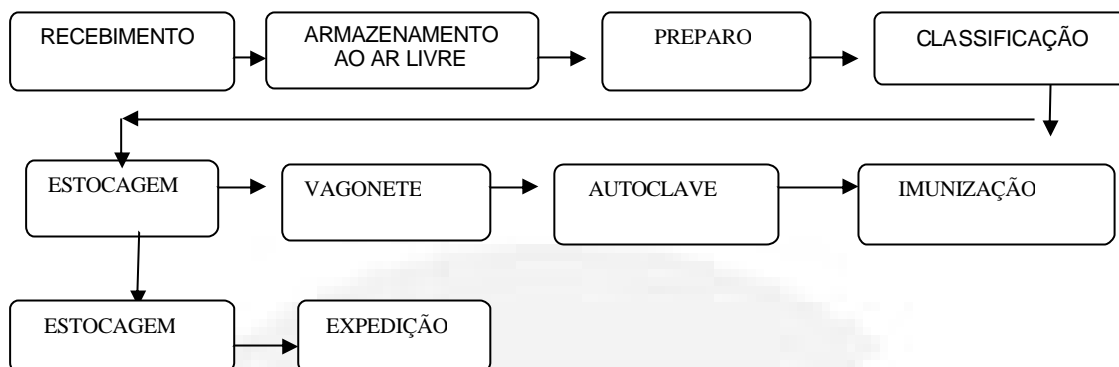 RECEBIMENTO
ARMAZENAMENTO
AO AR LIVRE
PREPARO
CLASSIFICAÇÃO
ESTOCAGEM
VAGONETE
AUTOCLAVE
IMUNIZAÇÃO
ESTOCAGEM
EXPEDIÇÃO